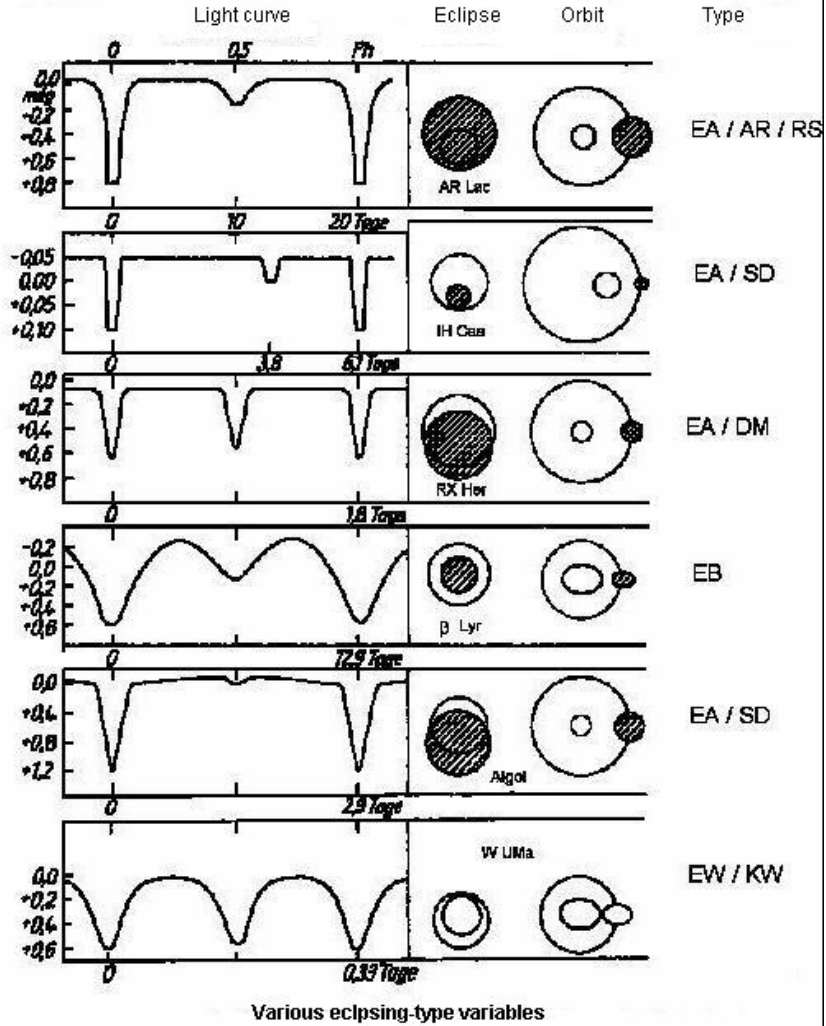 Light curve Eclipse Orbit Type
0 0,5 Ph
0,0
mag
+0,2
+0,4
+0,6
+0,8
AR Lac
EA / AR / RS
0 10 20 Tage
-0,05
0,00
+0,05
+0,10
IH Cas
EA / SD
0 3,8 6,1 Tage
0,0
+0,2
+0,4
+0,6
+0,8
RX Her
EA / DM
0 1,8 Tage
-0,2
0,0
+0,2
+0,4
+0,6
β Lyr
EB
0 12,9 Tage
0,0
+0,4
+0,8
+1,2
Algol
EA / SD
0 2,9 Tage
0,0
+0,2
+0,4
+0,6
W UMa
EW / KW
0 0,33 Tage
Various eclpsing-type variables